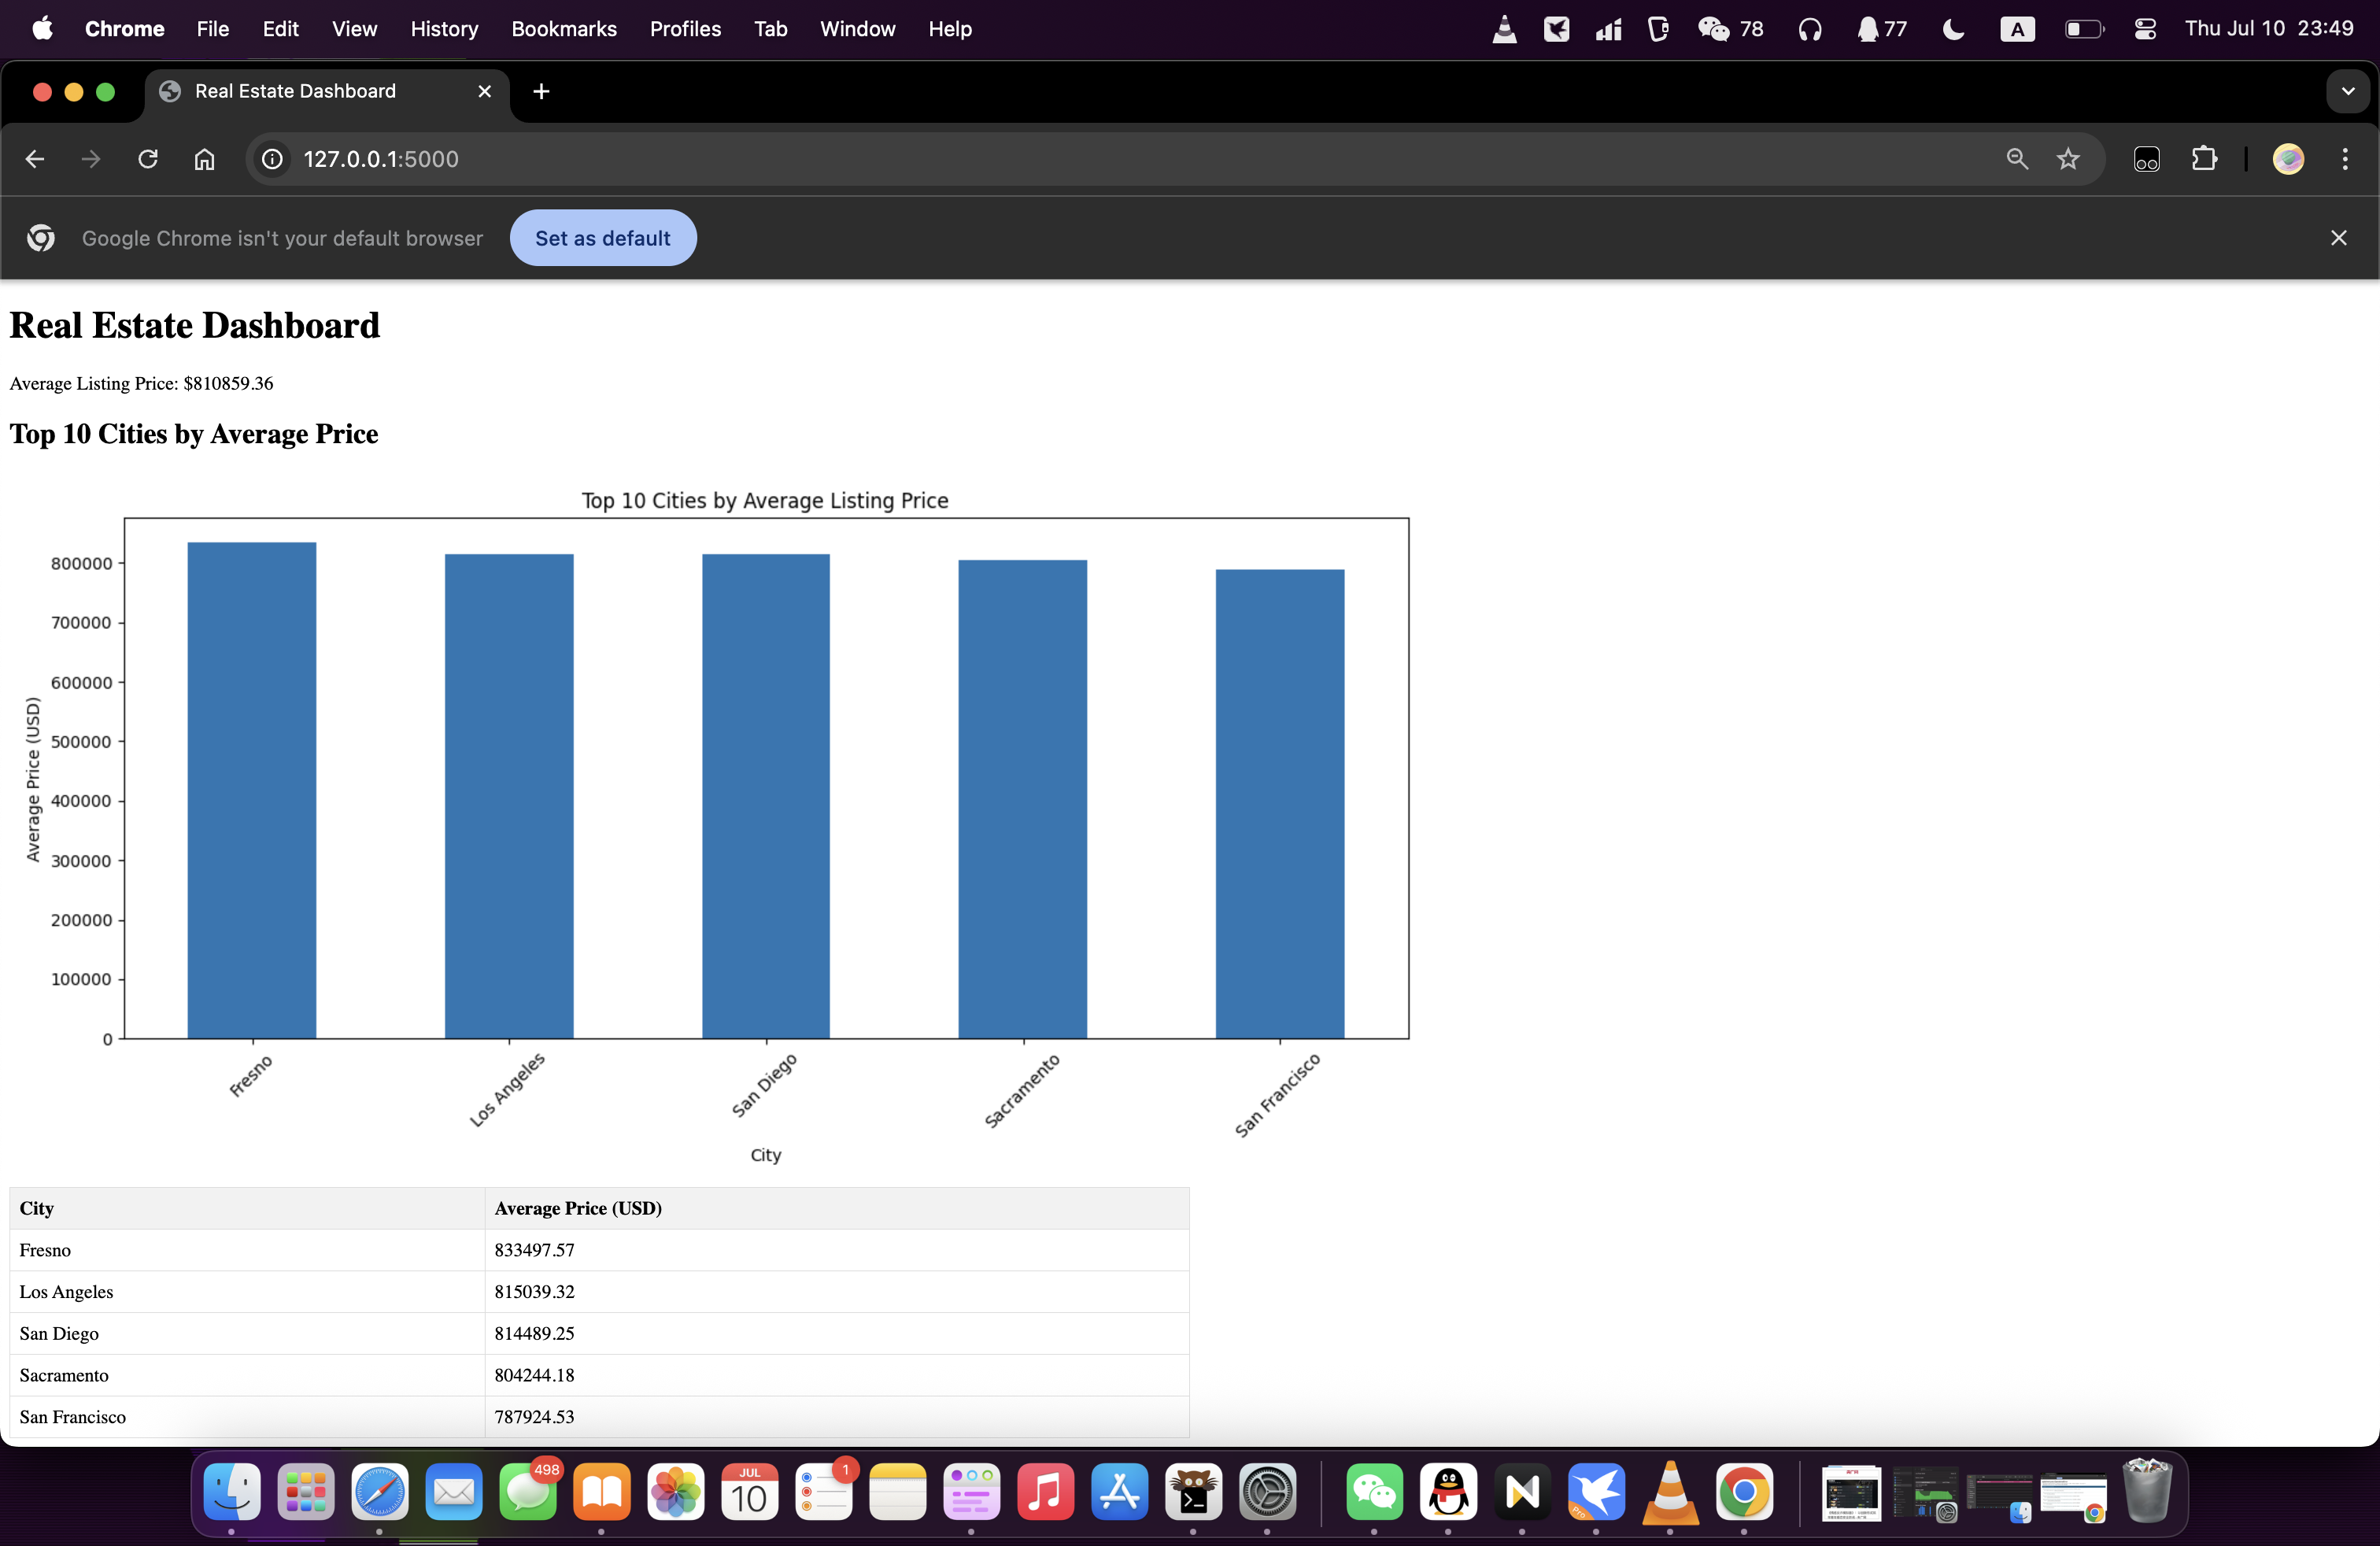 Chrome File Edit View History Bookmarks Profiles Tab Window Help 78 77 A Thu Jul 10 23:49
Real Estate Dashboard
127.0.0.1:5000
Google Chrome isn't your default browser Set as default
Real Estate Dashboard
Average Listing Price: $810859.36
Top 10 Cities by Average Price
Top 10 Cities by Average Listing Price
800000
700000
600000
500000
400000
300000
200000
100000
0
Average Price (USD)
Fresno Los Angeles San Diego Sacramento San Francisco
City
City Average Price (USD)
Fresno 833497.57
Los Angeles 815039.32
San Diego 814489.25
Sacramento 804244.18
San Francisco 787924.53
498 JUL 10 1